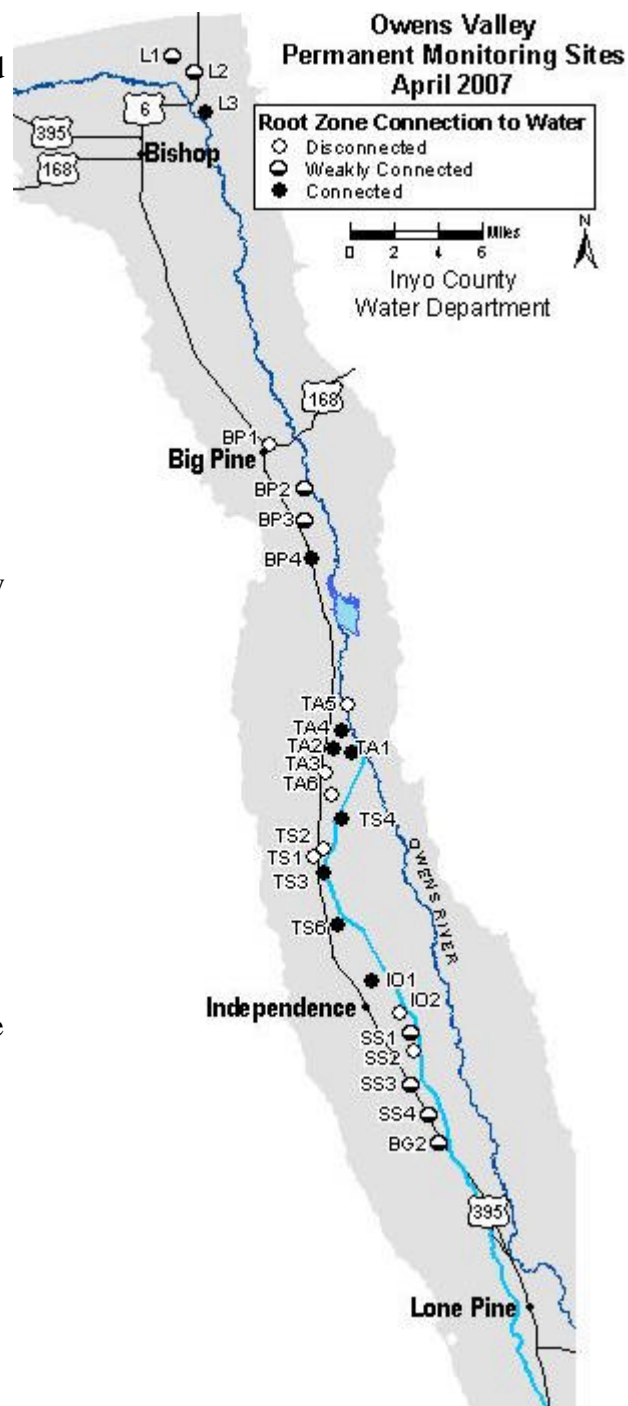 Owens Valley
Permanent Monitoring Sites
April 2007
Root Zone Connection to Water
Disconnected
Weakly Connected
Connected
N
Miles
0 2 4 6
Inyo County
Water Department
L1
L2
6
L3
395
Bishop
168
168
BP1
Big Pine
BP2
BP3
BP4
TA5
TA4
TA2
TA1
TA3
TA6
TS4
TS2
TS1
TS3
OWENS RIVER
TS6
IO1
Independence
IO2
SS1
SS2
SS3
SS4
BG2
395
Lone Pine
d
y
e